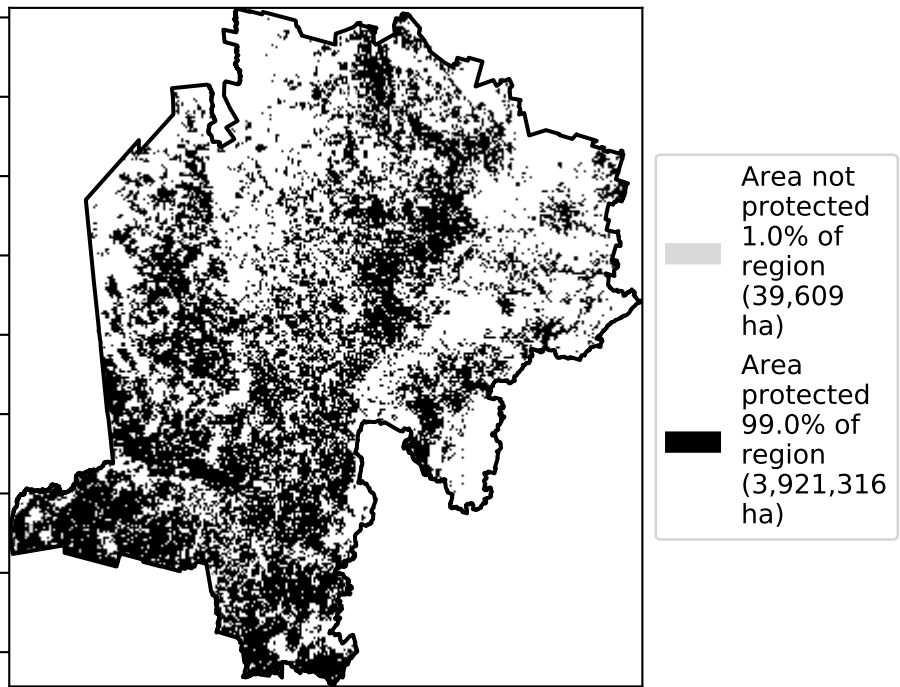 Area not
protected
1.0% of
region
(39,609
ha)
Area
protected
99.0% of
region
(3,921,316
ha)